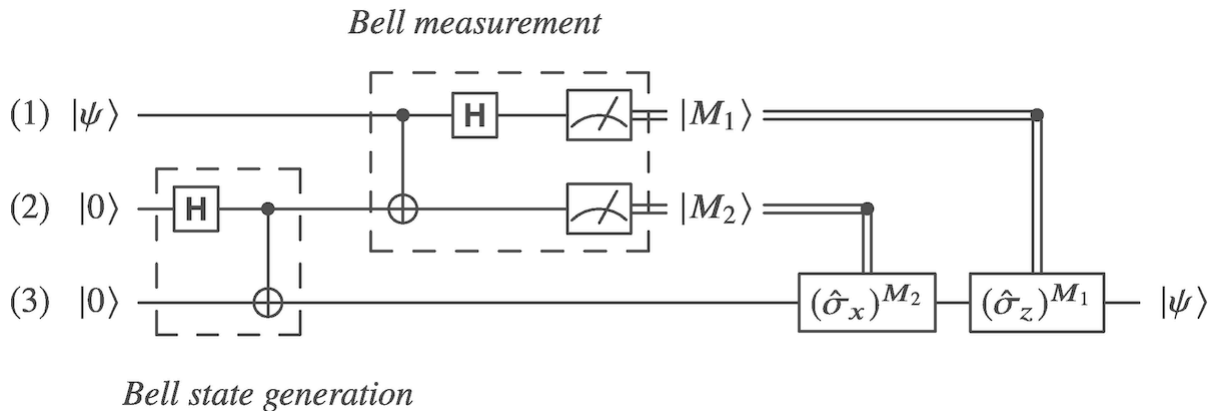 Bell measurement
(1) |ψ⟩ H |M₁⟩
(2) |0⟩ H |M₂⟩
(3) |0⟩ (σ̂ₓ)^M₂ (σ̂_z)^M₁ |ψ⟩
Bell state generation